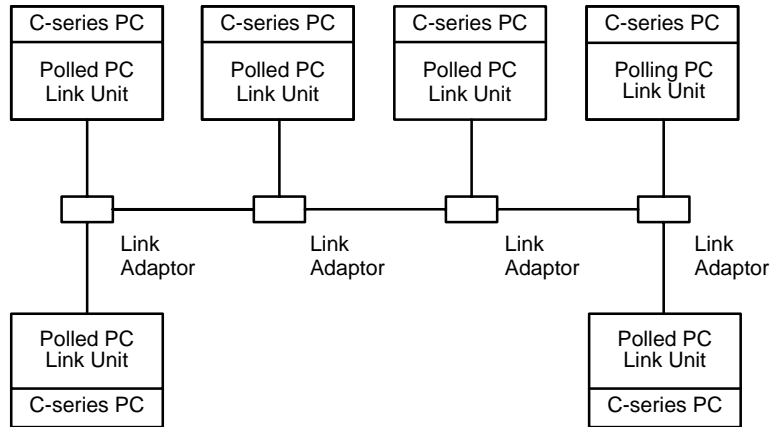 C-series PC
Polled PC
Link Unit
C-series PC
Polled PC
Link Unit
C-series PC
Polled PC
Link Unit
C-series PC
Polling PC
Link Unit
Link
Adaptor
Link
Adaptor
Link
Adaptor
Link
Adaptor
Polled PC
Link Unit
C-series PC
Polled PC
Link Unit
C-series PC